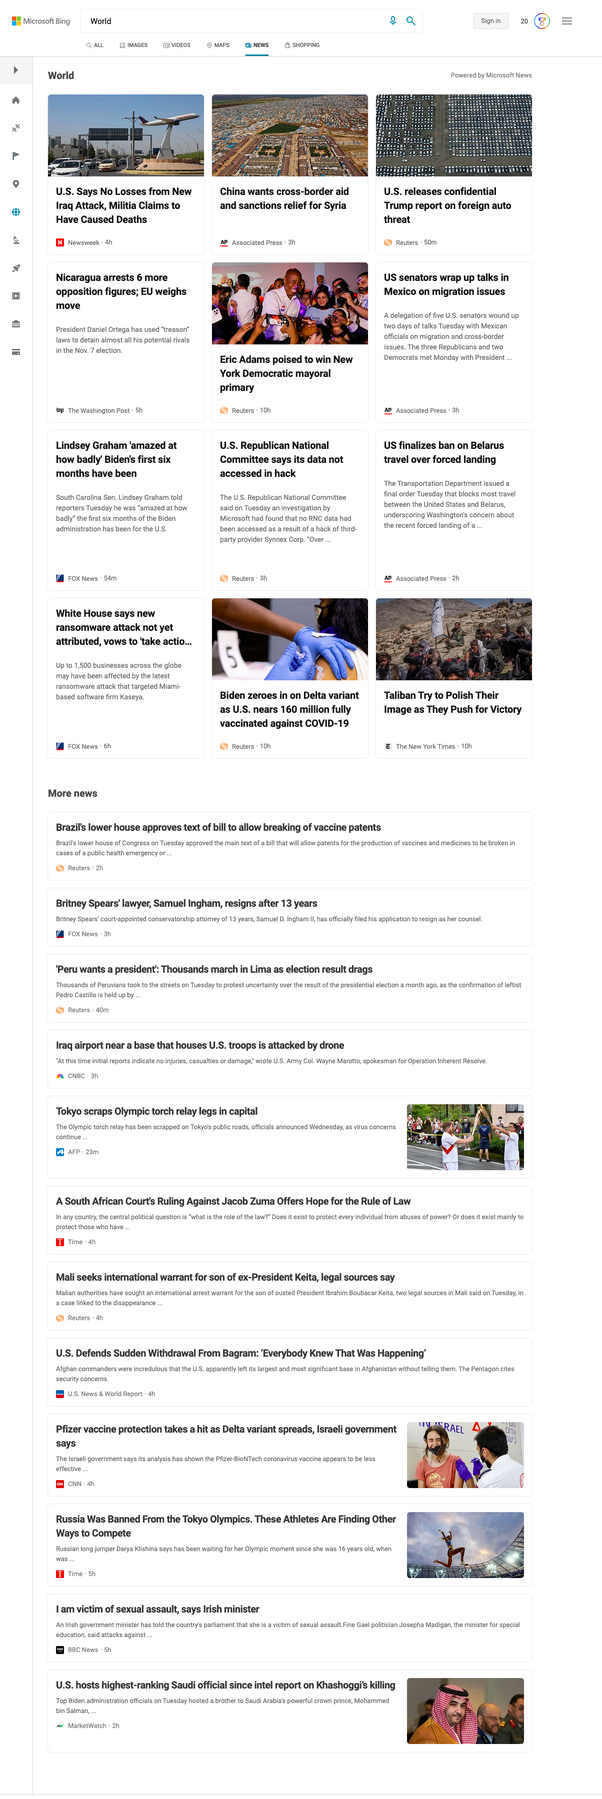 Microsoft Bing
World
Sign in
20
ALL
IMAGES
VIDEOS
MAPS
NEWS
SHOPPING
World
Powered by Microsoft News
U.S. Says No Losses from New
Iraq Attack, Militia Claims to
Have Caused Deaths
N
Newsweek · 4h
China wants cross-border aid
and sanctions relief for Syria
AP
Associated Press · 3h
U.S. releases confidential
Trump report on foreign auto
threat
Reuters · 50m
Nicaragua arrests 6 more
opposition figures; EU weighs
move
President Daniel Ortega has used "treason"
laws to detain almost all his potential rivals
in the Nov. 7 election.
wp
The Washington Post · 5h
Eric Adams poised to win New
York Democratic mayoral
primary
Reuters · 10h
US senators wrap up talks in
Mexico on migration issues
A delegation of five U.S. senators wound up
two days of talks Tuesday with Mexican
officials on migration and cross-border
issues. The three Republicans and two
Democrats met Monday with President ...
AP
Associated Press · 3h
Lindsey Graham 'amazed at
how badly' Biden's first six
months have been
South Carolina Sen. Lindsey Graham told
reporters Tuesday he was "amazed at how
badly" the first six months of the Biden
administration has been for the U.S.
FOX News · 54m
U.S. Republican National
Committee says its data not
accessed in hack
The U.S. Republican National Committee
said on Tuesday an investigation by
Microsoft had found that no RNC data had
been accessed as a result of a hack of third-
party provider Synnex Corp. "Over ...
Reuters · 3h
US finalizes ban on Belarus
travel over forced landing
The Transportation Department issued a
final order Tuesday that blocks most travel
between the United States and Belarus,
underscoring Washington's concern about
the recent forced landing of a ...
AP
Associated Press · 2h
White House says new
ransomware attack not yet
attributed, vows to 'take actio...
Up to 1,500 businesses across the globe
may have been affected by the latest
ransomware attack that targeted Miami-
based software firm Kaseya.
FOX News · 6h
5
Biden zeroes in on Delta variant
as U.S. nears 160 million fully
vaccinated against COVID-19
Reuters · 10h
Taliban Try to Polish Their
Image as They Push for Victory
The New York Times · 10h
More news
Brazil's lower house approves text of bill to allow breaking of vaccine patents
Brazil's lower house of Congress on Tuesday approved the main text of a bill that will allow patents for the production of vaccines and medicines to be broken in
cases of a public health emergency or ...
Reuters · 2h
Britney Spears' lawyer, Samuel Ingham, resigns after 13 years
Britney Spears' court-appointed conservatorship attorney of 13 years, Samuel D. Ingham II, has officially filed his application to resign as her counsel.
FOX News · 3h
'Peru wants a president': Thousands march in Lima as election result drags
Thousands of Peruvians took to the streets on Tuesday to protest uncertainty over the result of the presidential election a month ago, as the confirmation of leftist
Pedro Castillo is held up by ...
Reuters · 40m
Iraq airport near a base that houses U.S. troops is attacked by drone
"At this time initial reports indicate no injuries, casualties or damage," wrote U.S. Army Col. Wayne Marotto, spokesman for Operation Inherent Resolve.
CNBC · 3h
Tokyo scraps Olympic torch relay legs in capital
The Olympic torch relay has been scrapped on Tokyo's public roads, officials announced Wednesday, as virus concerns
continue ...
AFP · 23m
A South African Court's Ruling Against Jacob Zuma Offers Hope for the Rule of Law
In any country, the central political question is "what is the role of the law?" Does it exist to protect every individual from abuses of power? Or does it exist mainly to
protect those who have ...
Time · 4h
Mali seeks international warrant for son of ex-President Keita, legal sources say
Malian authorities have sought an international arrest warrant for the son of ousted President Ibrahim Boubacar Keita, two legal sources in Mali said on Tuesday, in
a case linked to the disappearance ...
Reuters · 4h
U.S. Defends Sudden Withdrawal From Bagram: 'Everybody Knew That Was Happening'
Afghan commanders were incredulous that the U.S. apparently left its largest and most significant base in Afghanistan without telling them. The Pentagon cites
security concerns.
U.S. News & World Report · 4h
ISRAEL
Pfizer vaccine protection takes a hit as Delta variant spreads, Israeli government
says
The Israeli government says its analysis has shown the Pfizer-BioNTech coronavirus vaccine appears to be less
effective ...
CNN · 4h
Russia Was Banned From the Tokyo Olympics. These Athletes Are Finding Other
Ways to Compete
Russian long jumper Darya Klishina says has been waiting for her Olympic moment since she was 16 years old, when
was ...
Time · 5h
I am victim of sexual assault, says Irish minister
An Irish government minister has told the country's parliament that she is a victim of sexual assault.Fine Gael politician Josepha Madigan, the minister for special
education, said attacks against ...
BBC News · 5h
U.S. hosts highest-ranking Saudi official since intel report on Khashoggi's killing
Top Biden administration officials on Tuesday hosted a brother to Saudi Arabia's powerful crown prince, Mohammed
bin Salman, ...
MarketWatch · 2h